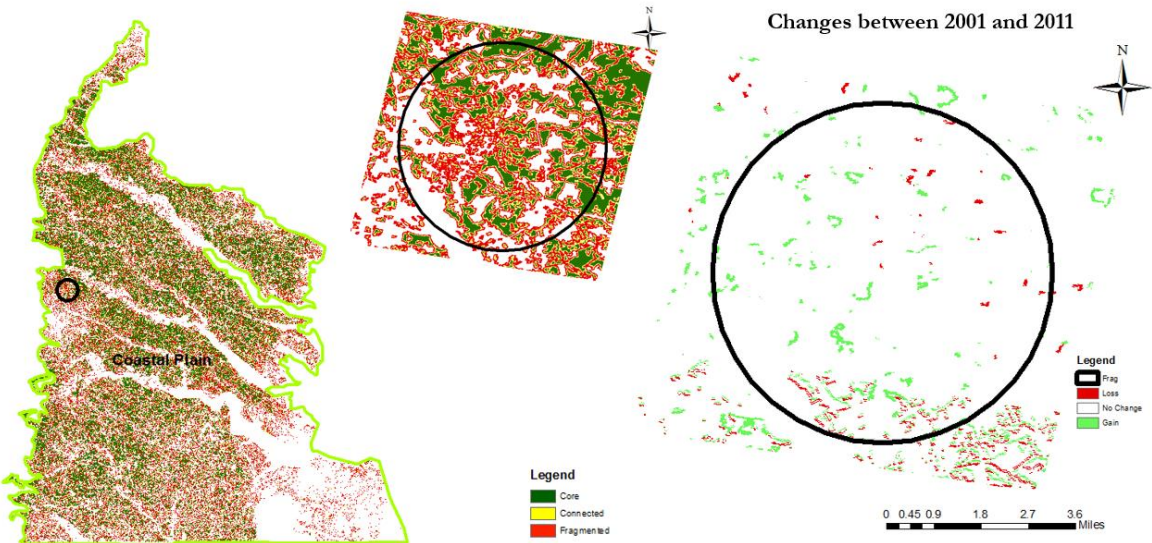 Changes between 2001 and 2011
N
N
Coastal Plain
Legend
Core
Connected
Fragmented
Legend
Frag
Loss
No Change
Gain
0 0.45 0.9 1.8 2.7 3.6
Miles